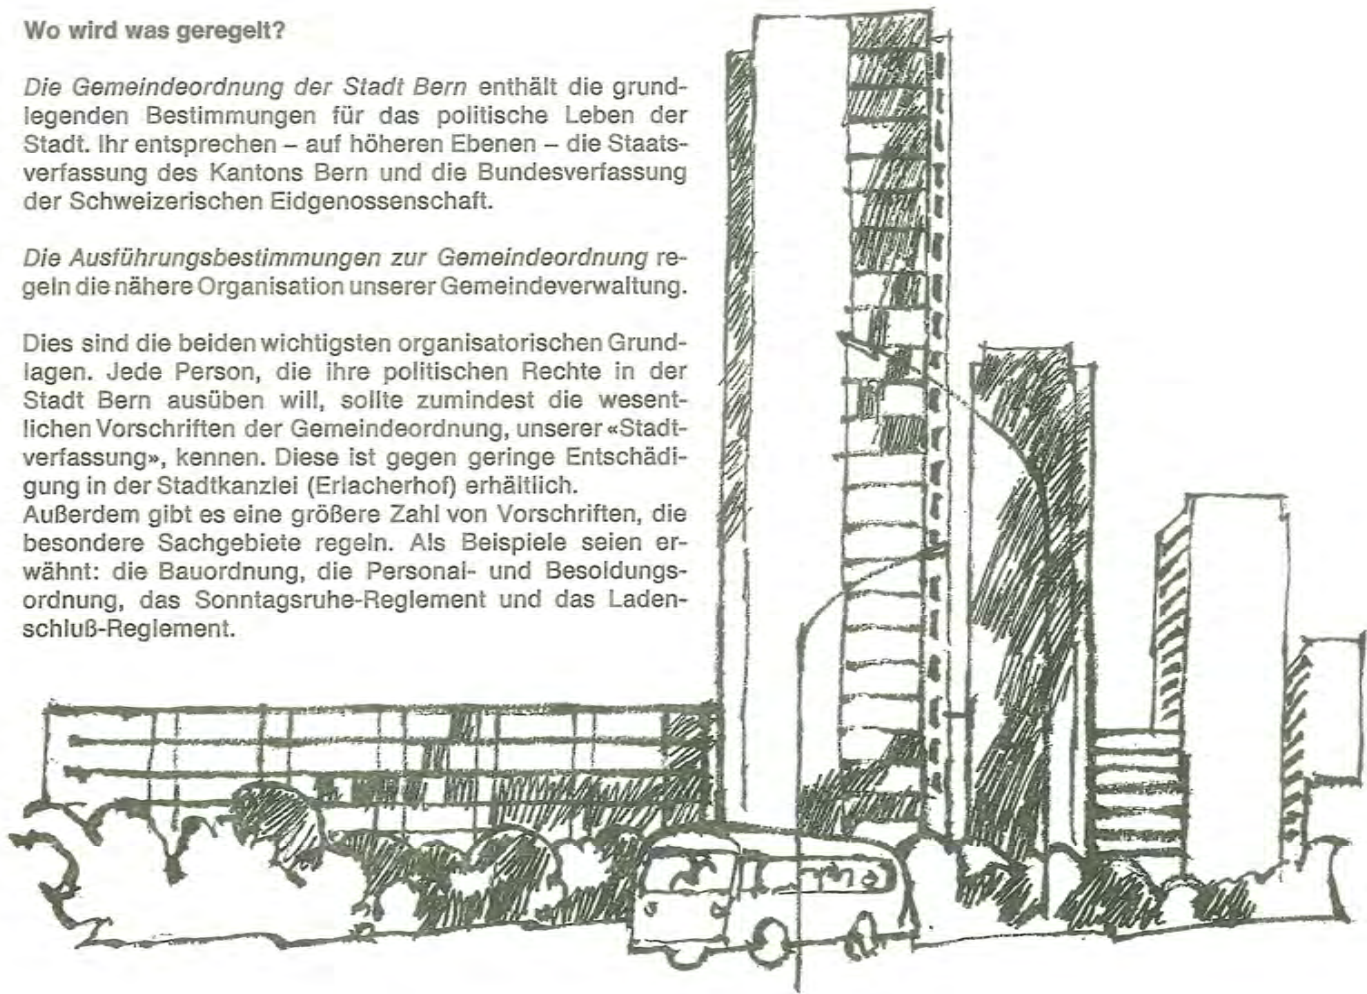 Wo wird was geregelt?
Die Gemeindeordnung der Stadt Bern enthält die grund-
legenden Bestimmungen für das politische Leben der
Stadt. Ihr entsprechen – auf höheren Ebenen – die Staats-
verfassung des Kantons Bern und die Bundesverfassung
der Schweizerischen Eidgenossenschaft.
Die Ausführungsbestimmungen zur Gemeindeordnung re-
geln die nähere Organisation unserer Gemeindeverwaltung.
Dies sind die beiden wichtigsten organisatorischen Grund-
lagen. Jede Person, die ihre politischen Rechte in der
Stadt Bern ausüben will, sollte zumindest die wesent-
lichen Vorschriften der Gemeindeordnung, unserer «Stadt-
verfassung», kennen. Diese ist gegen geringe Entschädi-
gung in der Stadtkanzlei (Erlacherhof) erhältlich.
Außerdem gibt es eine größere Zahl von Vorschriften, die
besondere Sachgebiete regeln. Als Beispiele seien er-
wähnt: die Bauordnung, die Personal- und Besoldungs-
ordnung, das Sonntagsruhe-Reglement und das Laden-
schluß-Reglement.